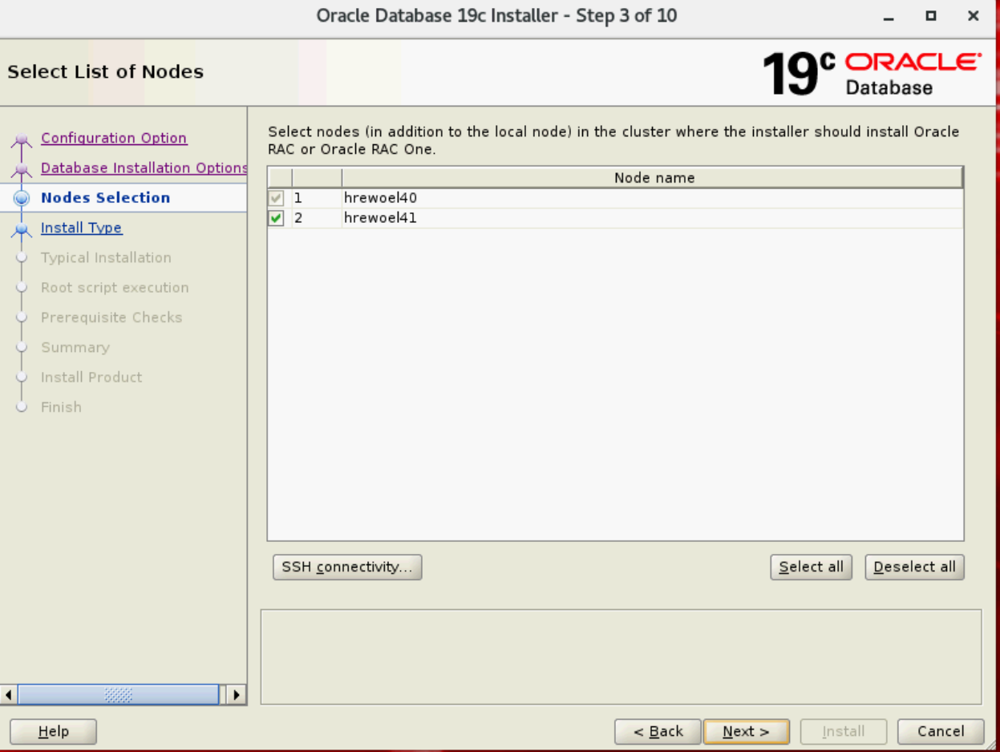 Oracle Database 19c Installer - Step 3 of 10
Select List of Nodes
19c ORACLE
Database
Configuration Option
Database Installation Options
Nodes Selection
Install Type
Typical Installation
Root script execution
Prerequisite Checks
Summary
Install Product
Finish
Select nodes (in addition to the local node) in the cluster where the installer should install Oracle
RAC or Oracle RAC One.
Node name
1 hrewoel40
2 hrewoel41
SSH connectivity...
Select all
Deselect all
Help
< Back
Next >
Install
Cancel